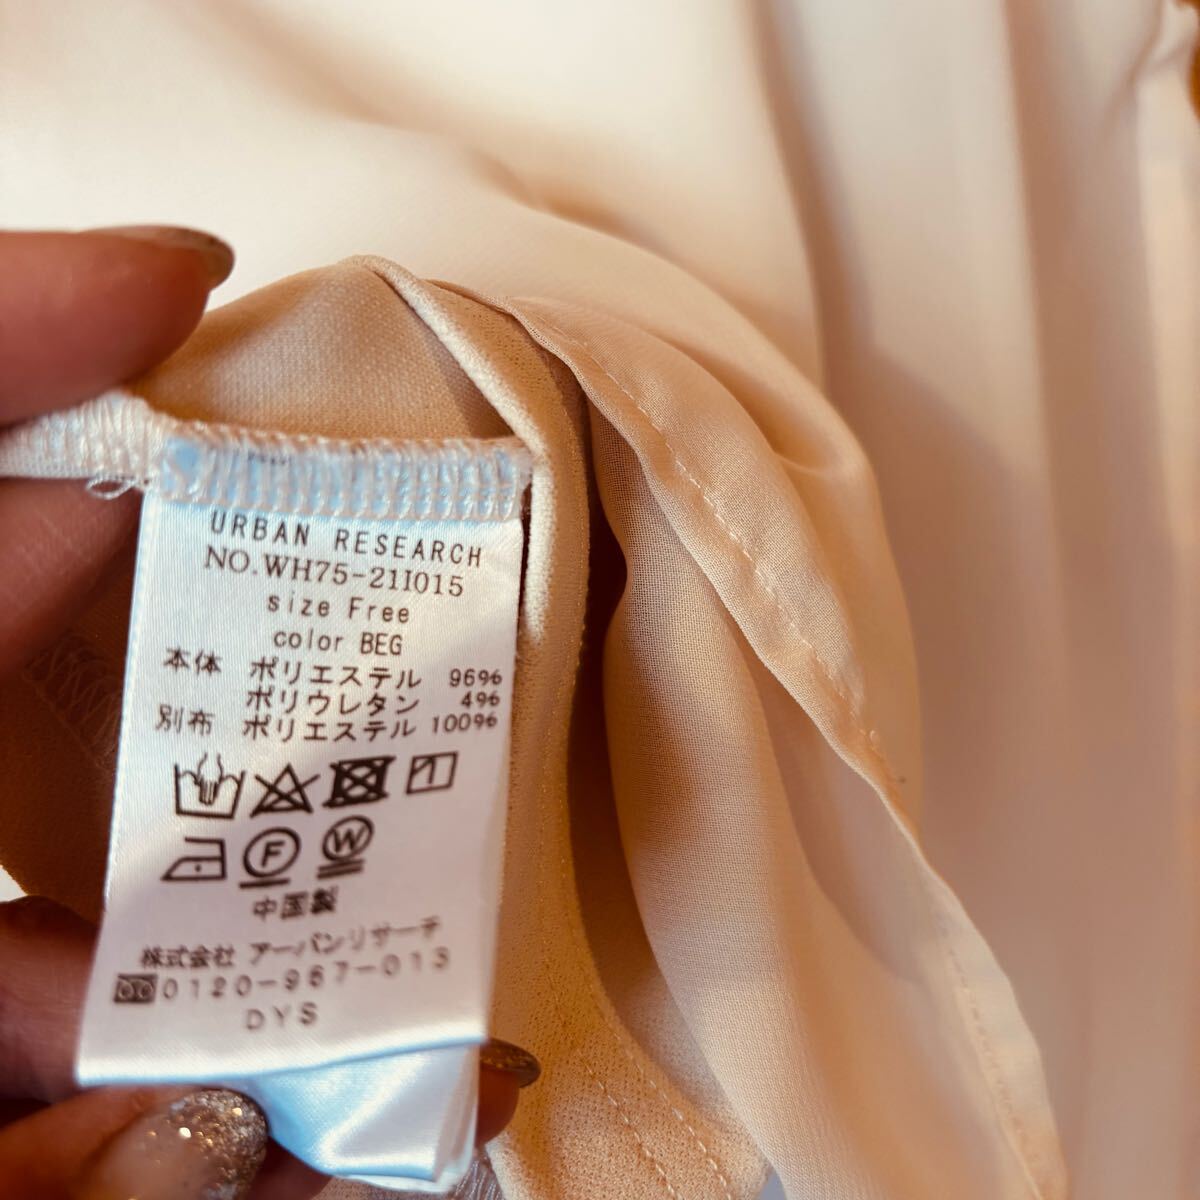 URBAN RESEARCH
NO.WH75-21I015
size Free
color BEG
本体 ポリエステル 96%
ポリウレタン 4%
別布 ポリエステル 100%
F W
中国製
株式会社 アーバンリサーチ
0120-967-013
DYS